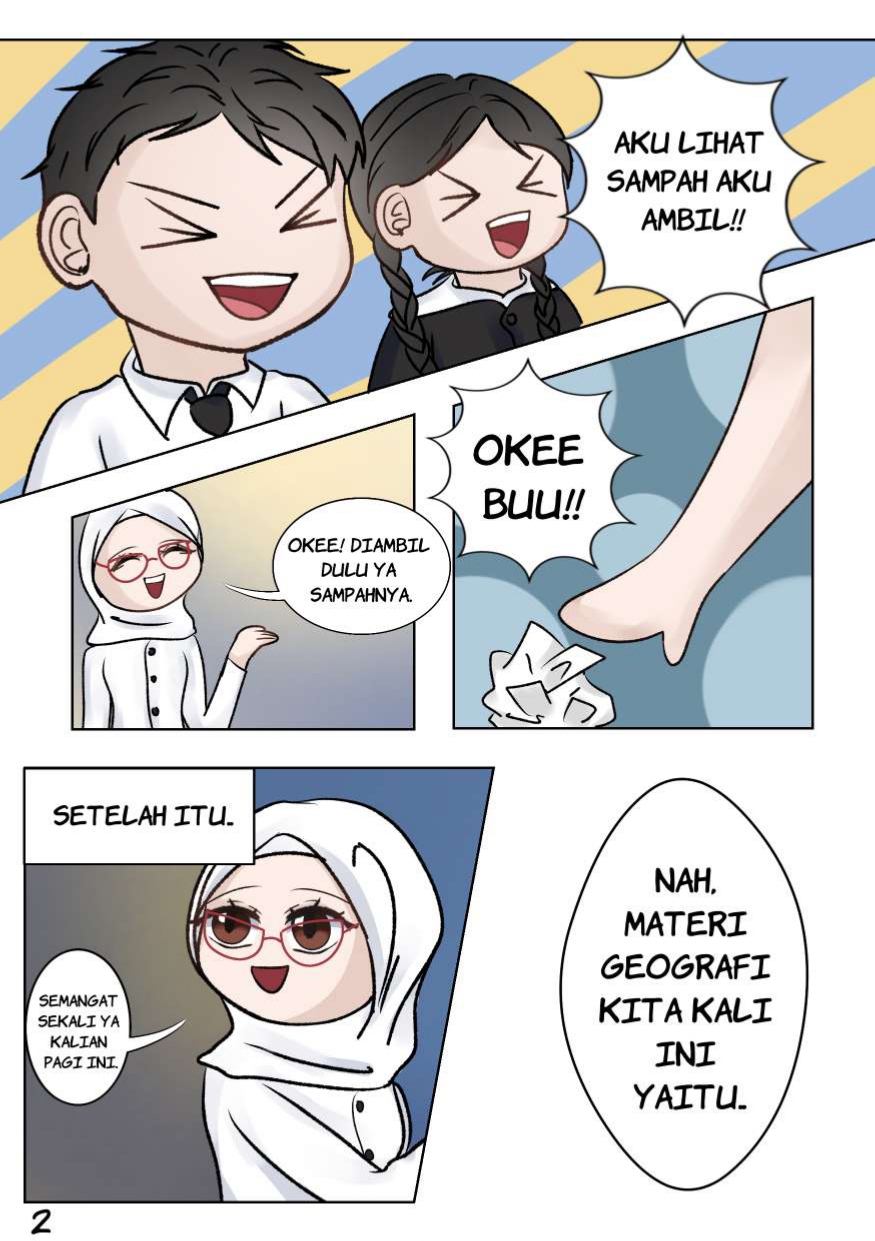 AKU LIHAT
SAMPAH AKU
AMBIL!!
OKEE! DIAMBIL
DULU YA
SAMPAHNYA.
OKEE
BUU!!
SETELAH ITU..
SEMANGAT
SEKALI YA
KALIAN
PAGI INI.
NAH,
MATERI
GEOGRAFI
KITA KALI
INI
YAITU..
2